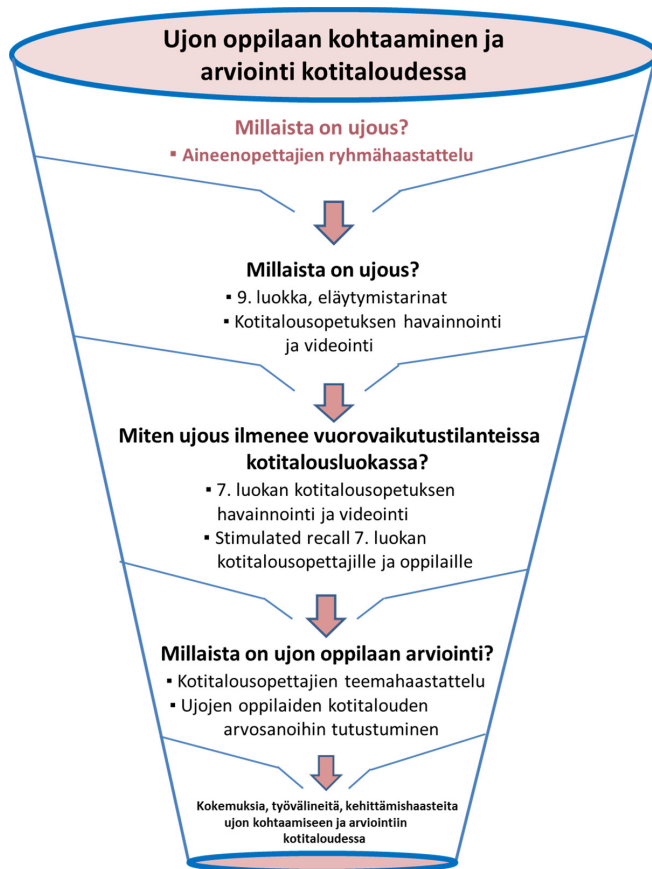 Ujon oppilaan kohtaaminen ja
arviointi kotitaloudessa
Millaista on ujous?
▪ Aineenopettajien ryhmähaastattelu
Millaista on ujous?
▪ 9. luokka, eläytymistarinat
▪ Kotitalousopetuksen havainnointi
ja videointi
Miten ujous ilmenee vuorovaikutustilanteissa
kotitalousluokassa?
▪ 7. luokan kotitalousopetuksen
havainnointi ja videointi
▪ Stimulated recall 7. luokan
kotitalousopettajille ja oppilaille
Millaista on ujon oppilaan arviointi?
▪ Kotitalousopettajien teemahaastattelu
▪ Ujojen oppilaiden kotitalouden
arvosanoihin tutustuminen
Kokemuksia, työvälineitä, kehittämishaasteita
ujon kohtaamiseen ja arviointiin
kotitaloudessa